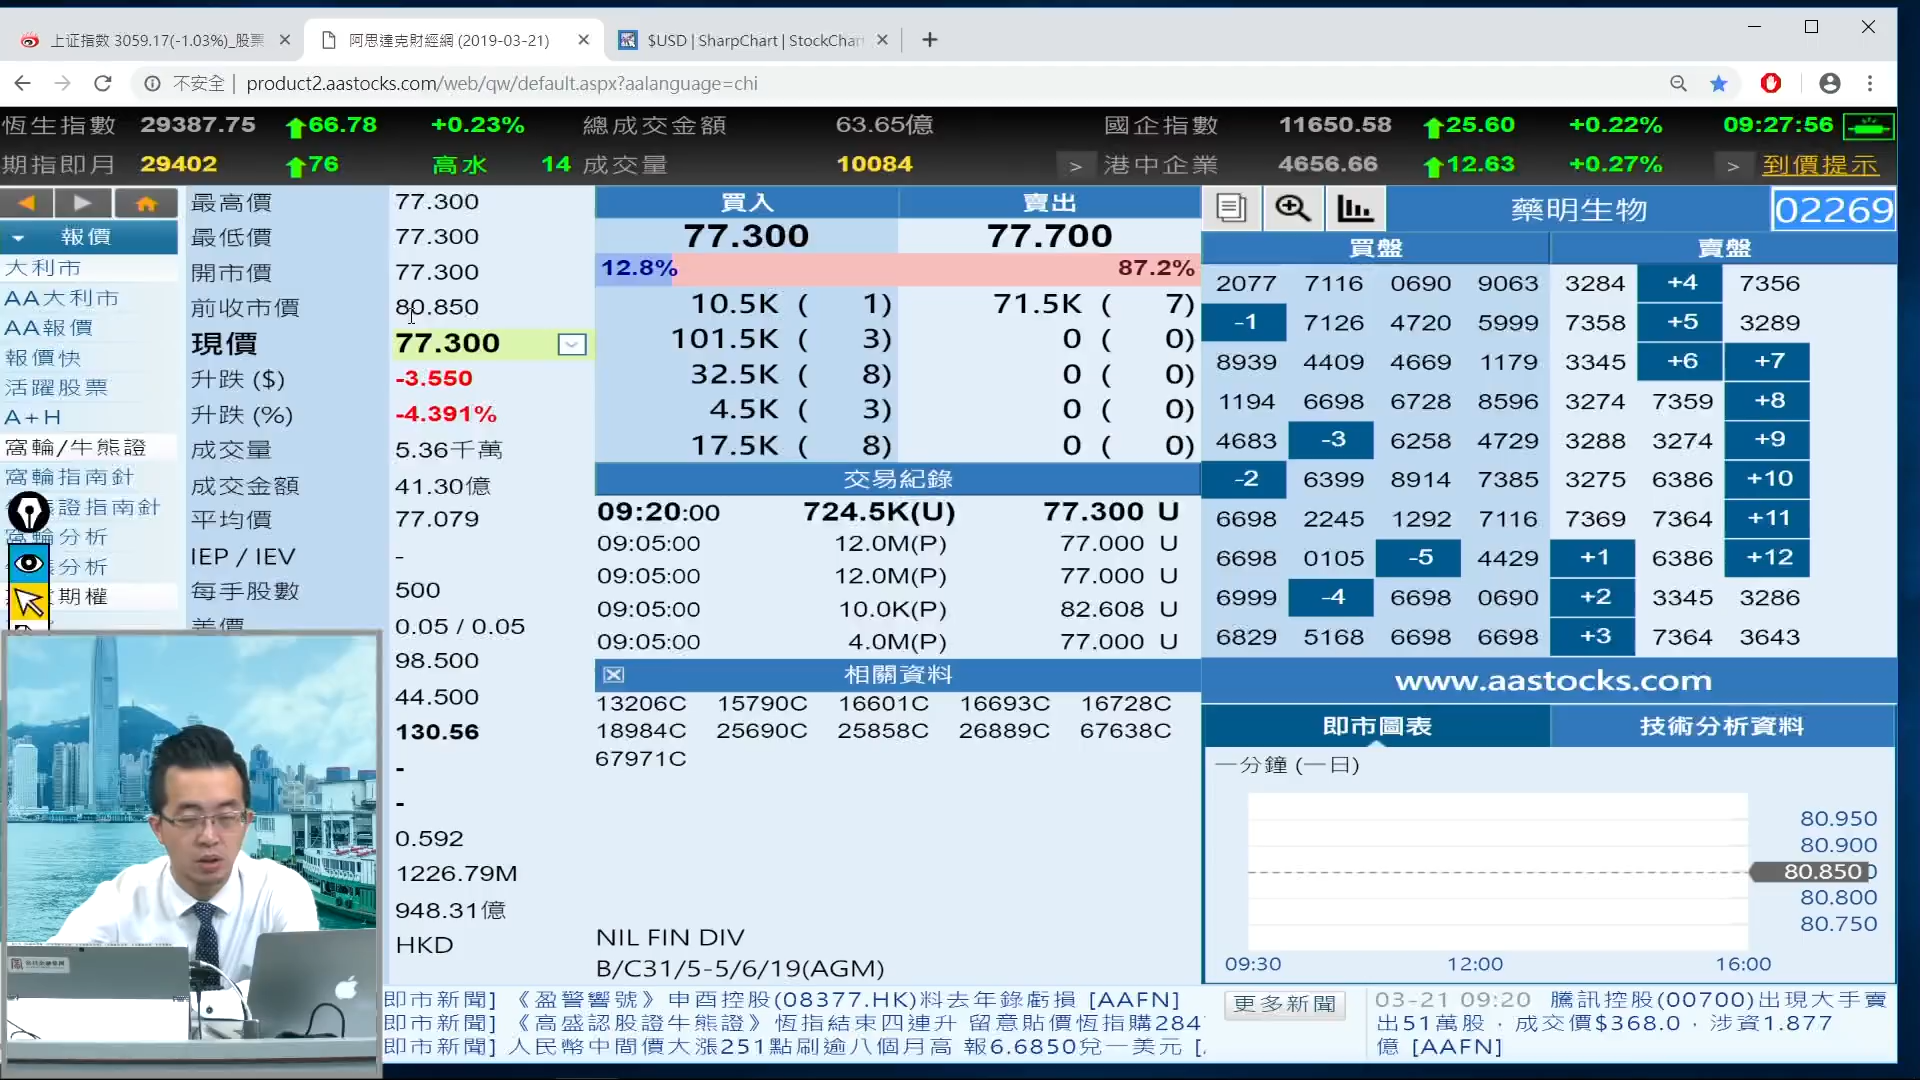 上证指数 3059.17(-1.03%)_股票
阿思達克財經網 (2019-03-21)
$USD | SharpChart | StockChar
不安全 | product2.aastocks.com/web/qw/default.aspx?aalanguage=chi
恆生指數 29387.75 66.78 +0.23% 總成交金額 63.65億 國企指數 11650.58 25.60 +0.22% 09:27:56
期指即月 29402 76 高水 14 成交量 10084 > 港中企業 4656.66 12.63 +0.27% > 到價提示
報價
大利市
AA大利市
AA報價
報價快
活躍股票
A+H
窩輪/牛熊證
窩輪指南針
證指南針
窩輪分析
分析
期權
最高價 77.300
最低價 77.300
開市價 77.300
前收市價 80.850
現價 77.300
升跌 ($) -3.550
升跌 (%) -4.391%
成交量 5.36千萬
成交金額 41.30億
平均價 77.079
IEP / IEV -
每手股數 500
差價 0.05 / 0.05
98.500
44.500
130.56
-
-
0.592
1226.79M
948.31億
HKD
買入 賣出
77.300 77.700
12.8% 87.2%
10.5K ( 1) 71.5K ( 7)
101.5K ( 3) 0 ( 0)
32.5K ( 8) 0 ( 0)
4.5K ( 3) 0 ( 0)
17.5K ( 8) 0 ( 0)
交易紀錄
09:20:00 724.5K(U) 77.300 U
09:05:00 12.0M(P) 77.000 U
09:05:00 12.0M(P) 77.000 U
09:05:00 10.0K(P) 82.608 U
09:05:00 4.0M(P) 77.000 U
相關資料
13206C 15790C 16601C 16693C 16728C
18984C 25690C 25858C 26889C 67638C
67971C
NIL FIN DIV
B/C31/5-5/6/19(AGM)
藥明生物 02269
買盤 賣盤
2077 7116 0690 9063 3284 +4 7356
-1 7126 4720 5999 7358 +5 3289
8939 4409 4669 1179 3345 +6 +7
1194 6698 6728 8596 3274 7359 +8
4683 -3 6258 4729 3288 3274 +9
-2 6399 8914 7385 3275 6386 +10
6698 2245 1292 7116 7369 7364 +11
6698 0105 -5 4429 +1 6386 +12
6999 -4 6698 0690 +2 3345 3286
6829 5168 6698 6698 +3 7364 3643
www.aastocks.com
即市圖表 技術分析資料
一分鐘 (一日)
80.950
80.900
80.850
80.800
80.750
09:30 12:00 16:00
即市新聞] 《盈警響號》申酉控股(08377.HK)料去年錄虧損 [AAFN]
即市新聞] 《高盛認股證牛熊證》恆指結束四連升 留意貼價恆指購284
即市新聞] 人民幣中間價大漲251點刷逾八個月高 報6.6850兌一美元 [
更多新聞
03-21 09:20 騰訊控股(00700)出現大手賣
出51萬股，成交價$368.0，涉資1.877
億 [AAFN]